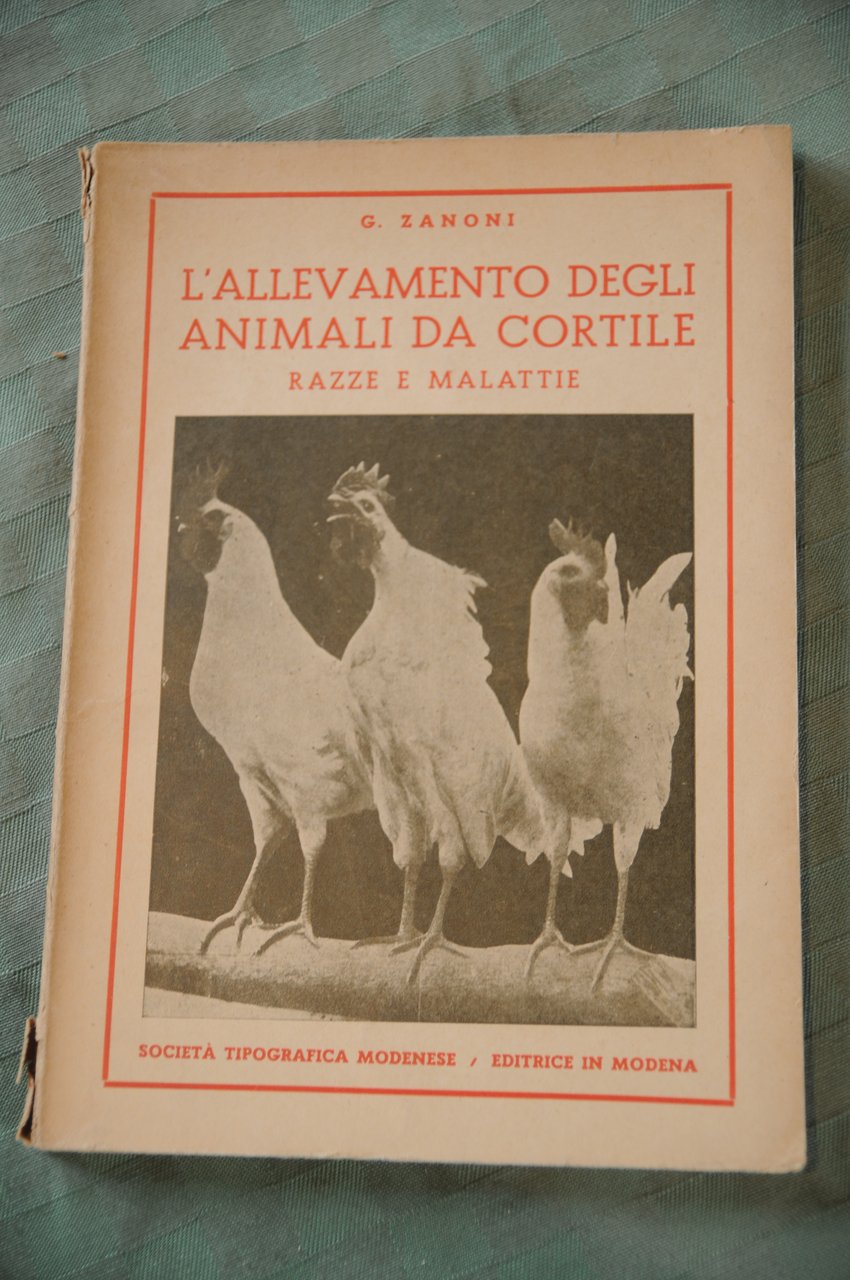 G. ZANONI
L'ALLEVAMENTO DEGLI
ANIMALI DA CORTILE
RAZZE E MALATTIE
SOCIETÀ TIPOGRAFICA MODENESE / EDITRICE IN MODENA